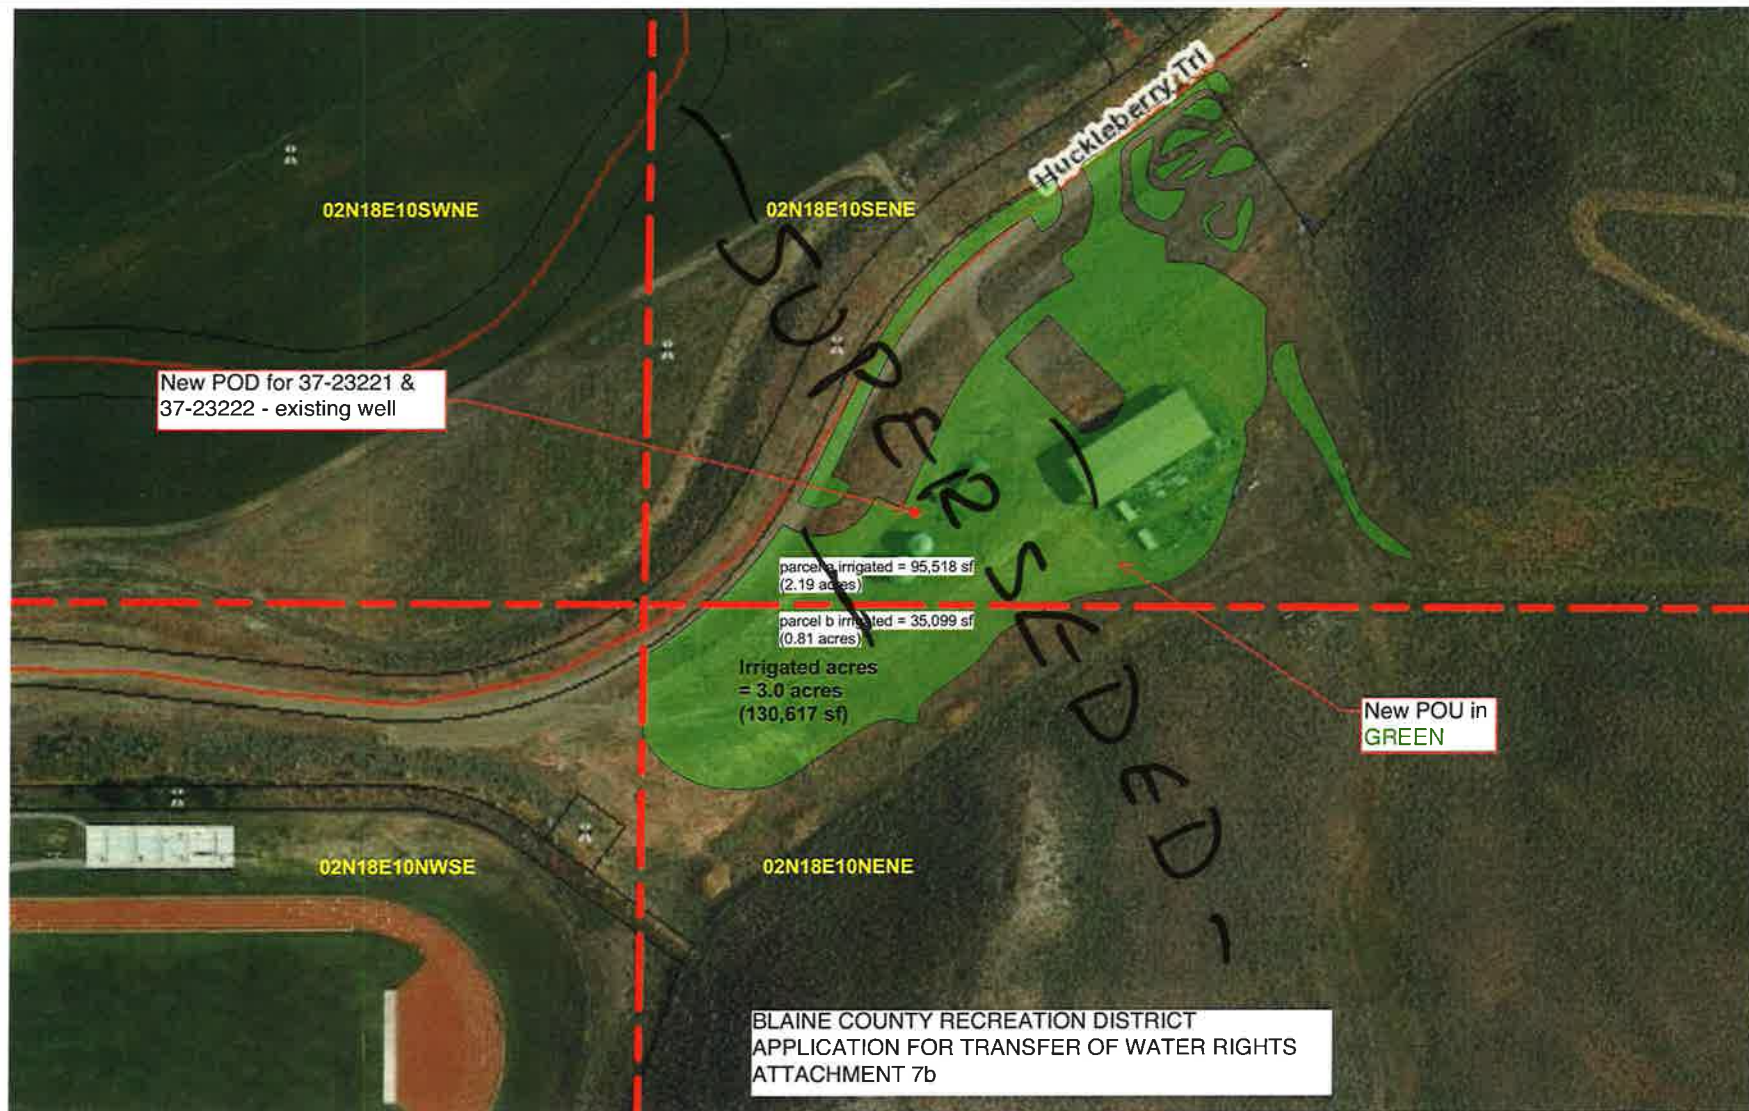 Huckleberry Trl
02N18E10SWNE
02N18E10SENE
New POD for 37-23221 &
37-23222 - existing well
- SUPERSEDED -
parcel a irrigated = 95,518 sf
(2.19 acres)
parcel b irrigated = 35,099 sf
(0.81 acres)
Irrigated acres
= 3.0 acres
(130,617 sf)
New POU in
GREEN
02N18E10NWSE
02N18E10NENE
BLAINE COUNTY RECREATION DISTRICT
APPLICATION FOR TRANSFER OF WATER RIGHTS
ATTACHMENT 7b